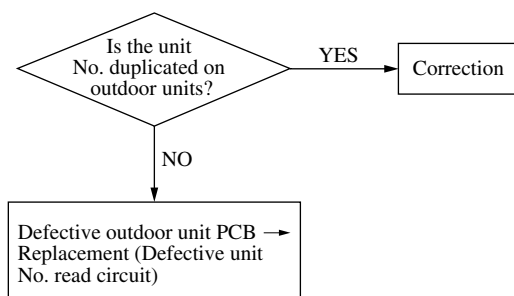 Is the unit
No. duplicated on
outdoor units?
YES
Correction
NO
Defective outdoor unit PCB →
Replacement (Defective unit
No. read circuit)